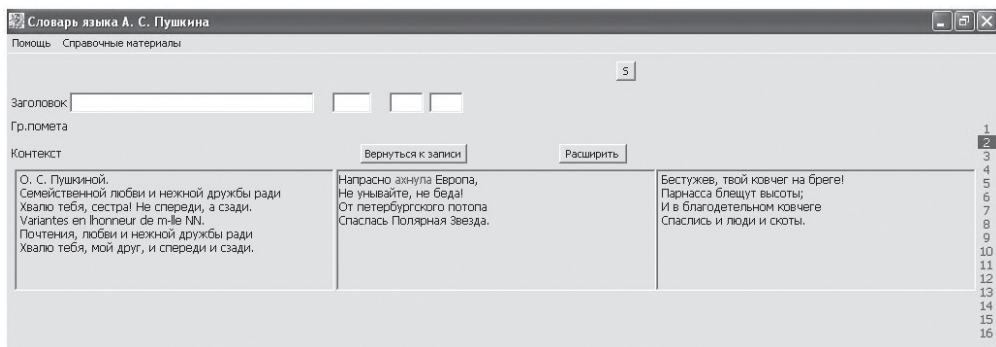 Словарь языка А. С. Пушкина
Помощь Справочные материалы
S
Заголовок
Гр.помета
Контекст
Вернуться к записи
Расширить
О. С. Пушкиной.
Семейственной любви и нежной дружбы ради
Хвалю тебя, сестра! Не спереди, а сзади.
Variantes en lhonneur de m-lle NN.
Почтения, любви и нежной дружбы ради
Хвалю тебя, мой друг, и спереди и сзади.
Напрасно ахнула Европа,
Не унывайте, не беда!
От петербургского потопа
Спаслась Полярная Звезда.
Бестужев, твой ковчег на бреге!
Парнаса блещут высоты;
И в благодетельном ковчеге
Спаслись и люди и скоты.
1
2
3
4
5
6
7
8
9
10
11
12
13
14
15
16